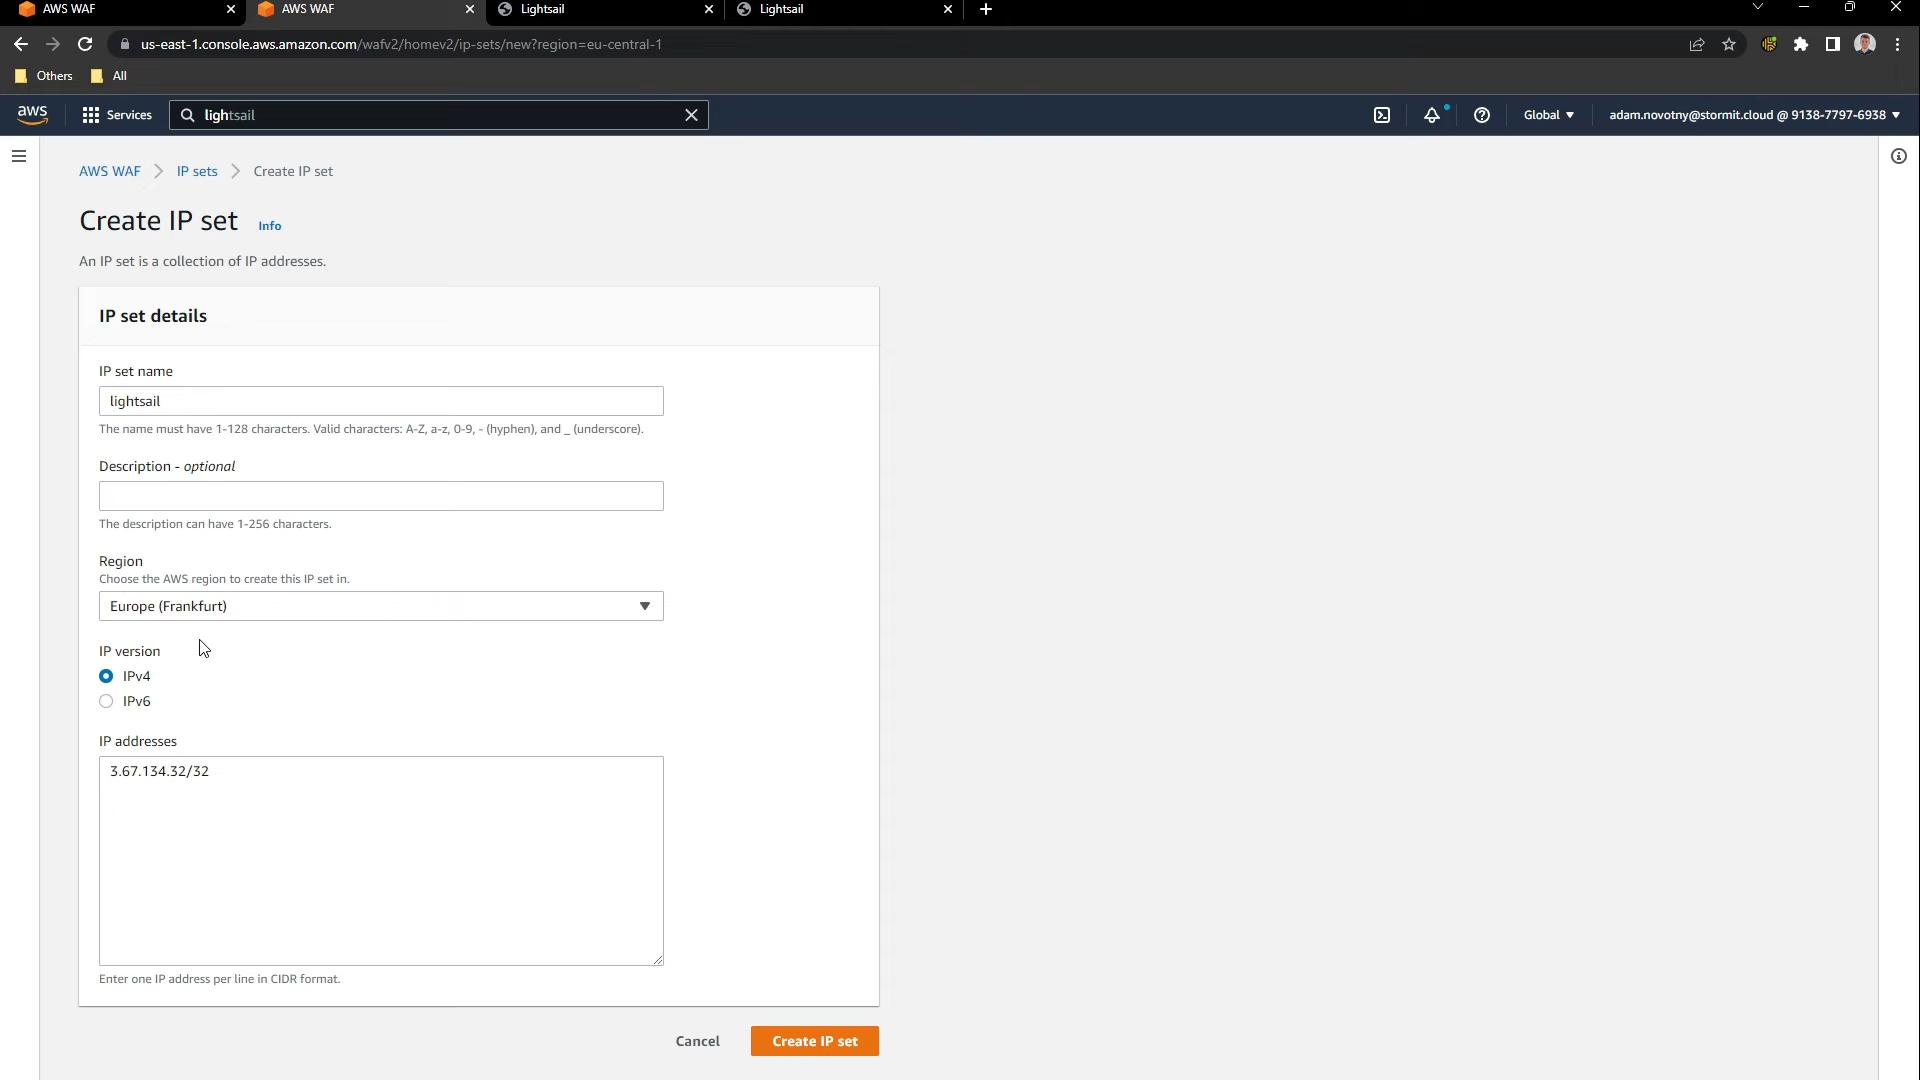 AWS WAF
AWS WAF
Lightsail
Lightsail
us-east-1.console.aws.amazon.com/wafv2/homev2/ip-sets/new?region=eu-central-1
Others
All
aws
Services
lightsail
Global
adam.novotny@stormit.cloud @ 9138-7797-6938
AWS WAF
IP sets
Create IP set
Create IP set
Info
An IP set is a collection of IP addresses.
IP set details
IP set name
lightsail
The name must have 1-128 characters. Valid characters: A-Z, a-z, 0-9, - (hyphen), and _ (underscore).
Description - optional
The description can have 1-256 characters.
Region
Choose the AWS region to create this IP set in.
Europe (Frankfurt)
IP version
IPv4
IPv6
IP addresses
3.67.134.32/32
Enter one IP address per line in CIDR format.
Cancel
Create IP set